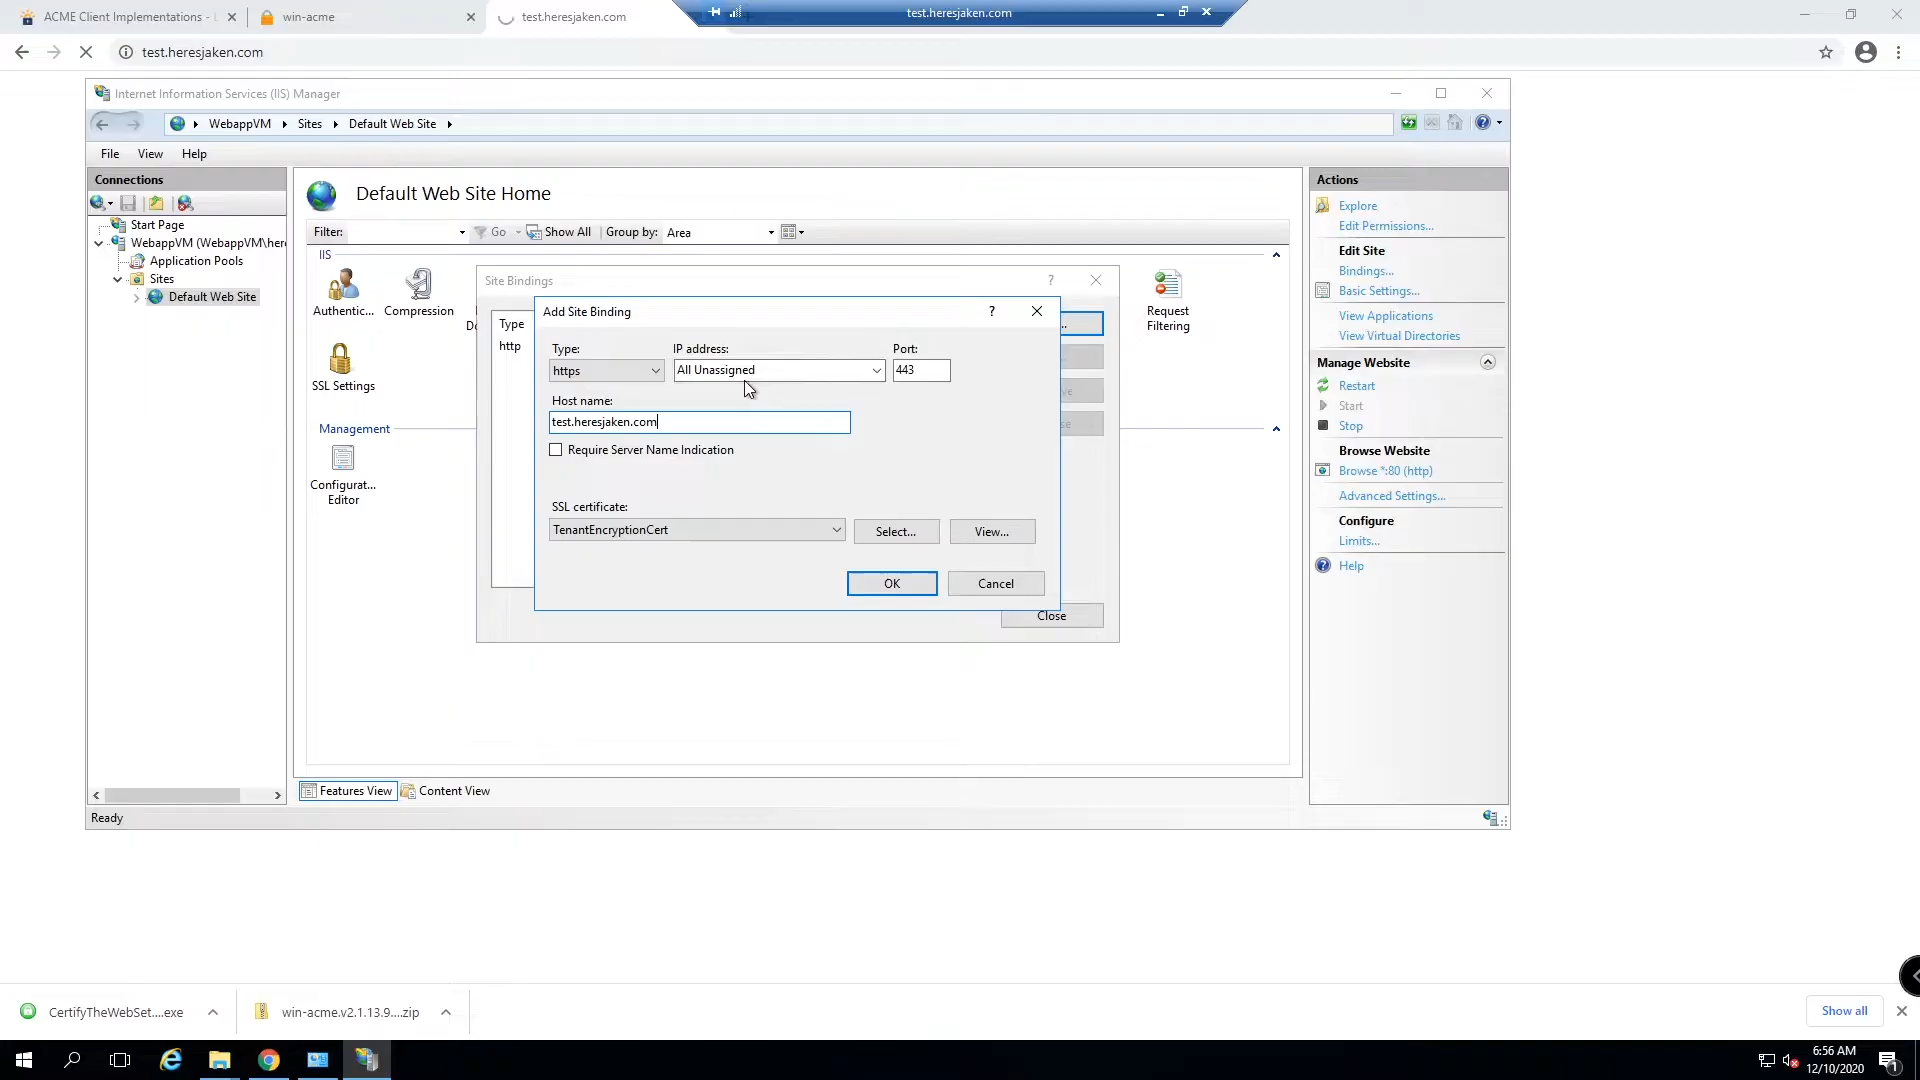 ACME Client Implementations - L
win-acme
test.heresjaken.com
test.heresjaken.com
test.heresjaken.com
Internet Information Services (IIS) Manager
WebappVM
Sites
Default Web Site
File
View
Help
Connections
Start Page
WebappVM (WebappVM\here
Application Pools
Sites
Default Web Site
Default Web Site Home
Filter:
Go
Show All
Group by:
Area
IIS
Authentic...
Compression
SSL Settings
Request
Filtering
Management
Configurat...
Editor
Site Bindings
?
Type
http
Close
Add Site Binding
?
Type:
IP address:
Port:
https
All Unassigned
443
Host name:
test.heresjaken.com
Require Server Name Indication
SSL certificate:
TenantEncryptionCert
Select...
View...
OK
Cancel
Features View
Content View
Ready
Actions
Explore
Edit Permissions...
Edit Site
Bindings...
Basic Settings...
View Applications
View Virtual Directories
Manage Website
Restart
Start
Stop
Browse Website
Browse *:80 (http)
Advanced Settings...
Configure
Limits...
Help
CertifyTheWebSet....exe
win-acme.v2.1.13.9....zip
Show all
6:56 AM
12/10/2020
1